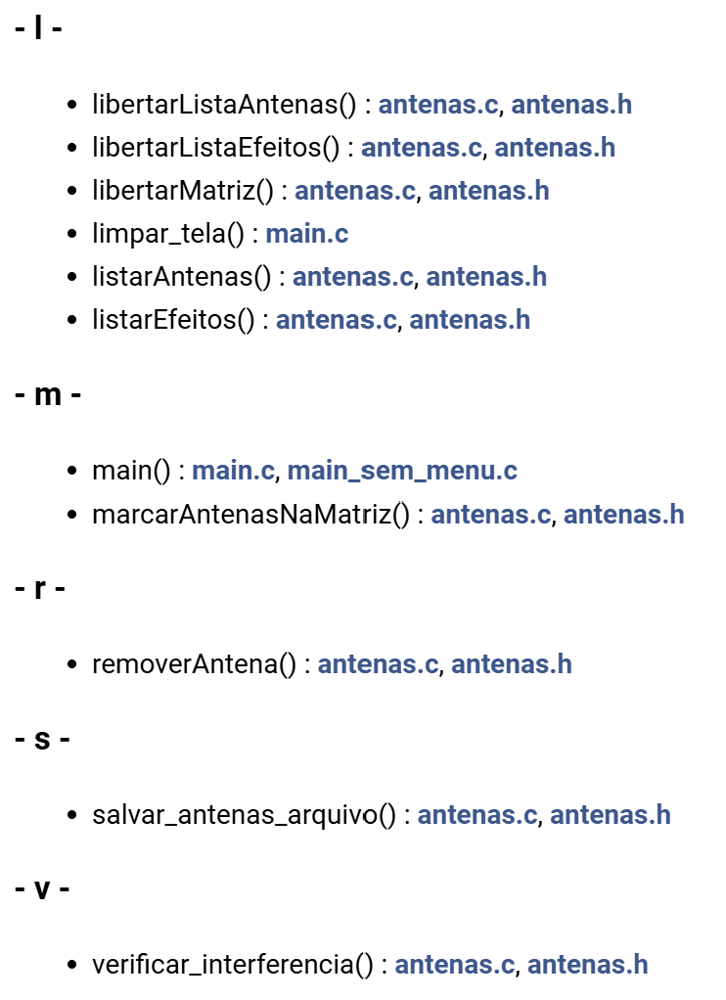 - l -
• libertarListaAntenas() : antenas.c, antenas.h
• libertarListaEfeitos() : antenas.c, antenas.h
• libertarMatriz() : antenas.c, antenas.h
• limpar_tela() : main.c
• listarAntenas() : antenas.c, antenas.h
• listarEfeitos() : antenas.c, antenas.h
- m -
• main() : main.c, main_sem_menu.c
• marcarAntenasNaMatriz() : antenas.c, antenas.h
- r -
• removerAntena() : antenas.c, antenas.h
- s -
• salvar_antenas_arquivo() : antenas.c, antenas.h
- v -
• verificar_interferencia() : antenas.c, antenas.h